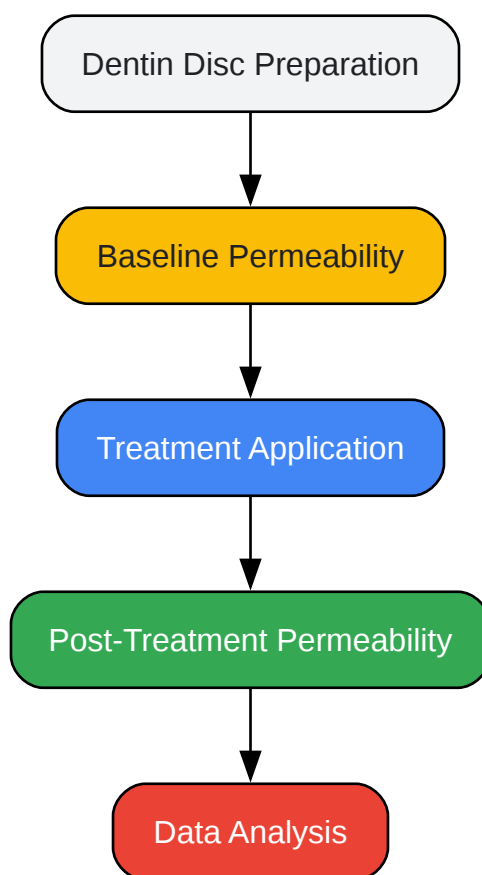 Dentin Disc Preparation
Baseline Permeability
Treatment Application
Post-Treatment Permeability
Data Analysis